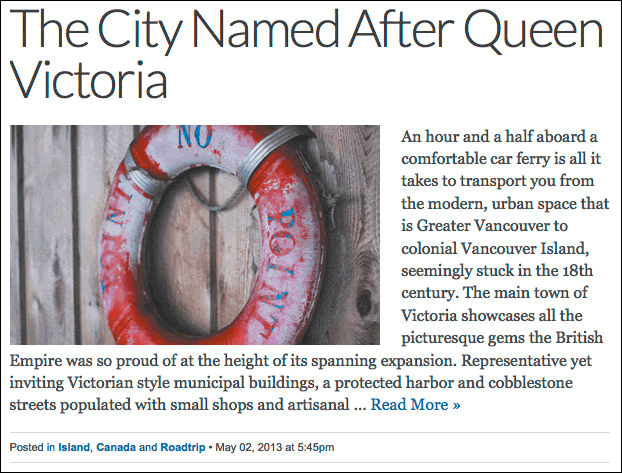 The City Named After Queen
Victoria
NO
POINT
POINT
An hour and a half aboard a
comfortable car ferry is all it
takes to transport you from
the modern, urban space that
is Greater Vancouver to
colonial Vancouver Island,
seemingly stuck in the 18th
century. The main town of
Victoria showcases all the
picturesque gems the British
Empire was so proud of at the height of its spanning expansion. Representative yet
inviting Victorian style municipal buildings, a protected harbor and cobblestone
streets populated with small shops and artisanal ... Read More »
Posted in Island, Canada and Roadtrip • May 02, 2013 at 5:45pm